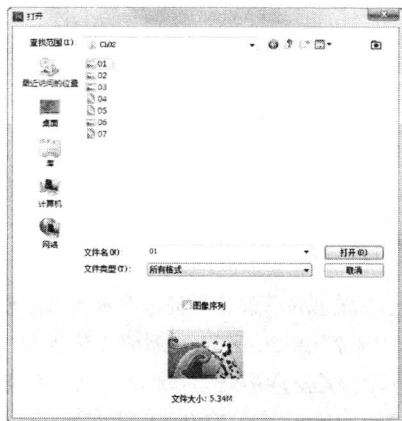 打开
查找范围(I): Ch02
01
02
03
04
05
06
07
最近访问的位置
桌面
库
计算机
网络
文件名(N): 01 打开(O)
文件类型(T): 所有格式 取消
图像序列
文件大小: 5.34M